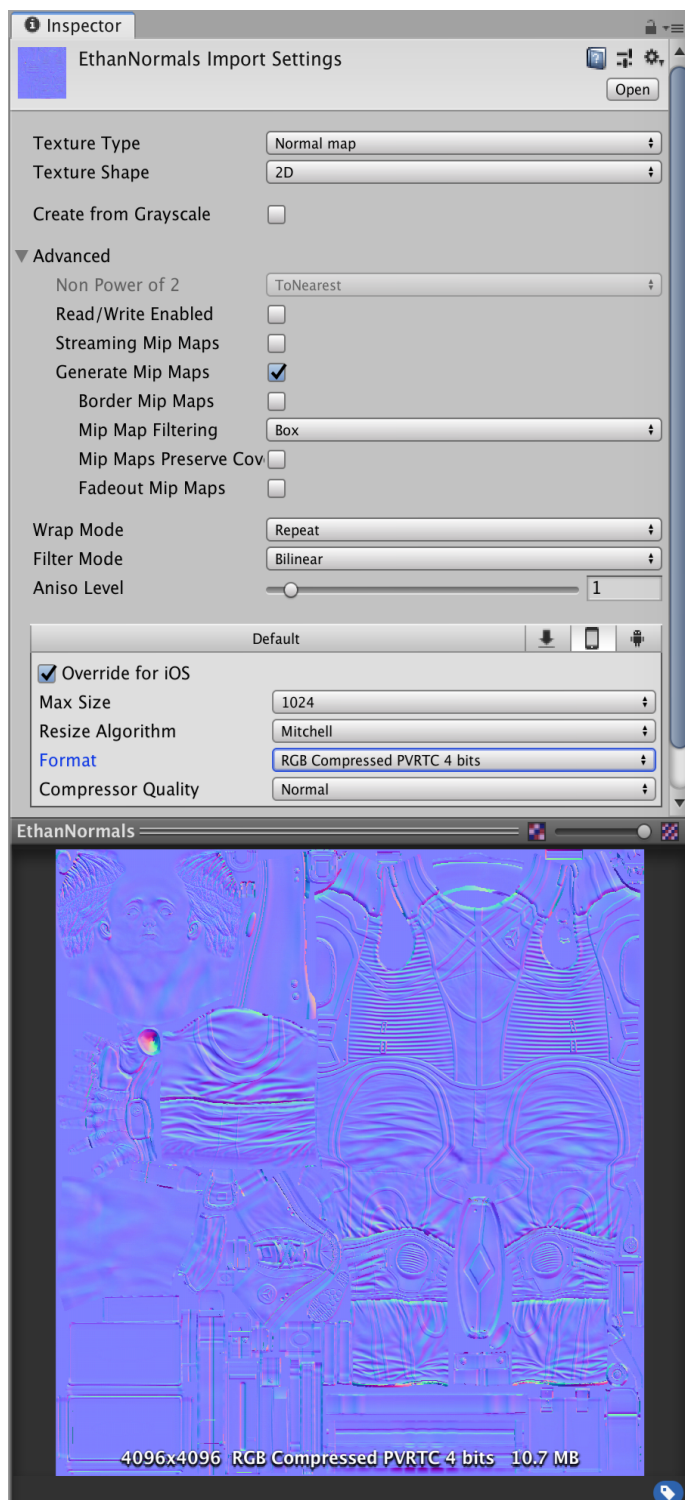 Inspector
EthanNormals Import Settings
Open
Texture Type Normal map
Texture Shape 2D
Create from Grayscale
Advanced
Non Power of 2 ToNearest
Read/Write Enabled
Streaming Mip Maps
Generate Mip Maps
Border Mip Maps
Mip Map Filtering Box
Mip Maps Preserve Cov
Fadeout Mip Maps
Wrap Mode Repeat
Filter Mode Bilinear
Aniso Level 1
Default
Override for iOS
Max Size 1024
Resize Algorithm Mitchell
Format RGB Compressed PVRTC 4 bits
Compressor Quality Normal
EthanNormals
4096x4096 RGB Compressed PVRTC 4 bits 10.7 MB